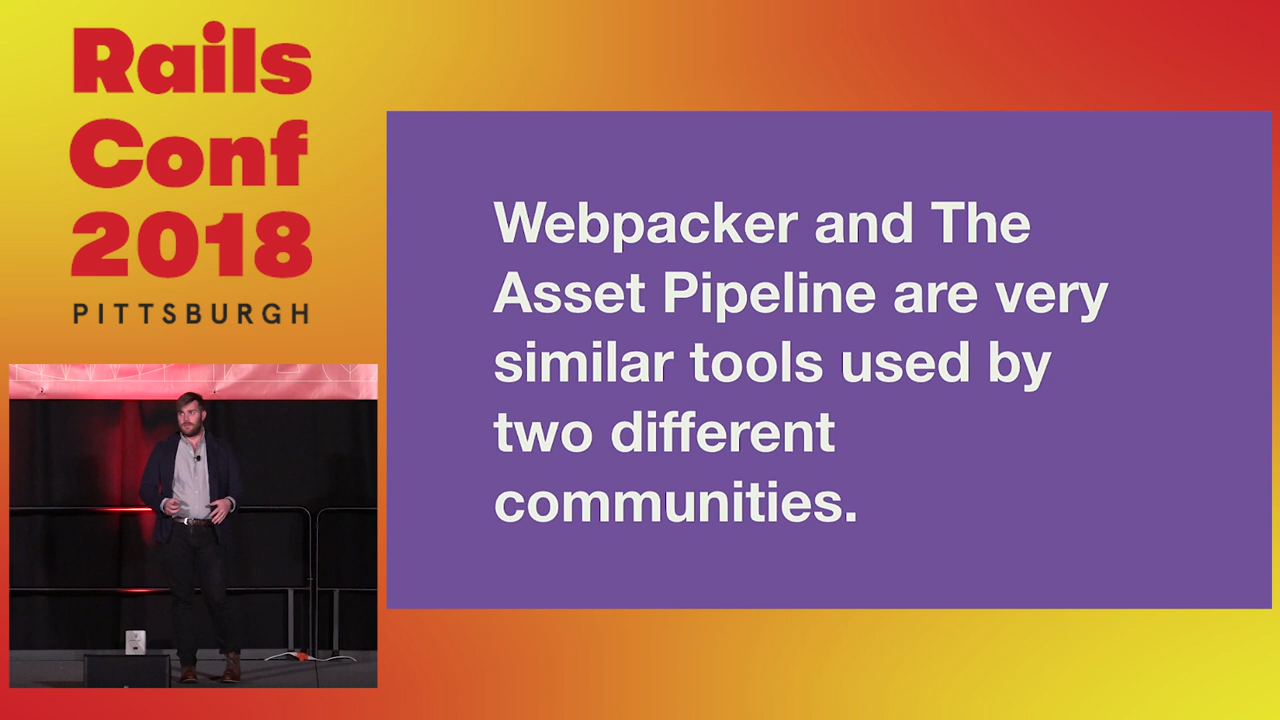 Rails
Conf
2018
PITTSBURGH
Webpacker and The
Asset Pipeline are very
similar tools used by
two different
communities.